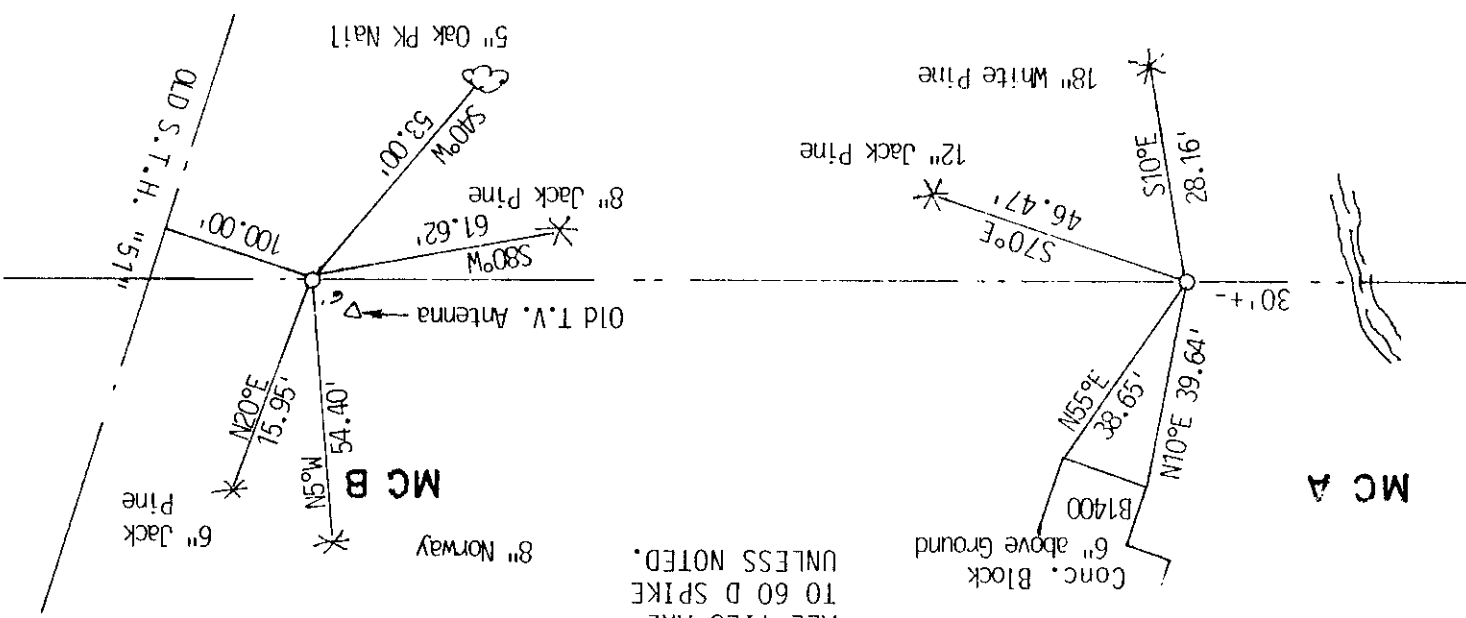 TO 60 D SPIKE
UNLESS NOTED.
Conc. Block
6" above Ground
B1400
MC A
N10°E 39.64'
N55°E
38.65'
30'+-
S70°E
46.47'
12" Jack Pine
S10°E
28.16'
18" White Pine
8" Norway
MC B
N5°W
54.40'
6" Jack
Pine
N20°E
15.95'
Old T.V. Antenna
6'
S80°W
61.62'
8" Jack Pine
100.00'
S40°W
53.00'
5" Oak PK Nail
OLD S.T.H. "51"